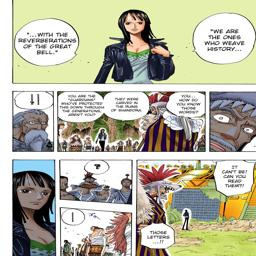 "WE ARE
THE ONES
WHO WEAVE
HISTORY...
"...WITH THE
REVERBERATIONS
OF THE GREAT
BELL."
YOU...
HOW DO
YOU KNOW
THOSE
WORDS?
THEY WERE
CARVED IN
THE RUINS
OF SHANDORA.
YOU ARE THE
"GUARDIANS"
WHO'VE PROTECTED
THIS DOWN THROUGH
THE GENERATIONS,
AREN'T YOU?
!!
IT
CAN'T BE!
CAN YOU
READ
THEM?!
THOSE
LETTERS
...!!
?
!